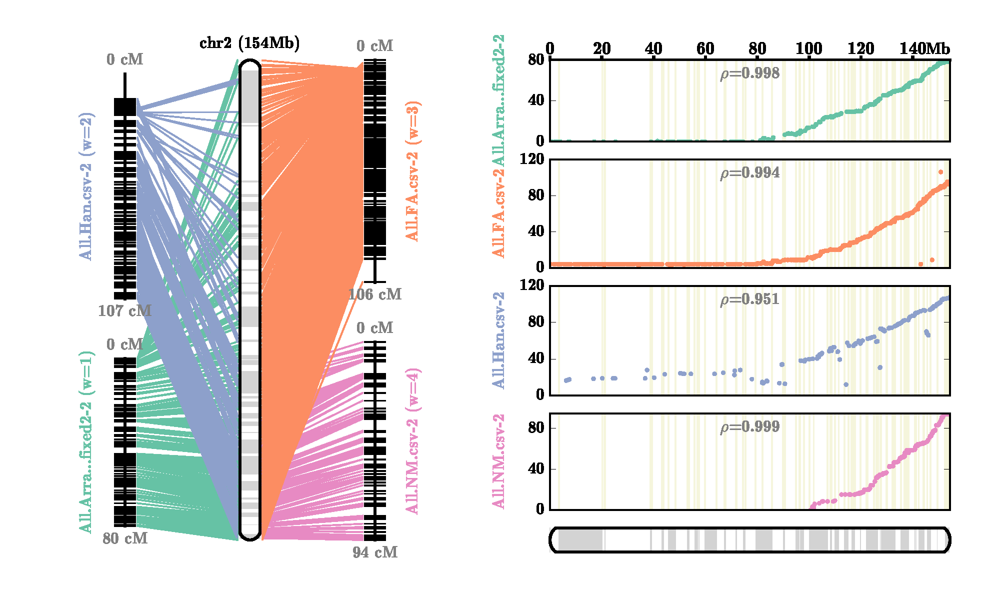 chr2 (154Mb)
0 cM
All.Han.csv-2 (w=2)
107 cM
0 cM
All.Arra...fixed2-2 (w=1)
80 cM
0 cM
All.FA.csv-2 (w=3)
106 cM
0 cM
All.NM.csv-2 (w=4)
94 cM
0 20 40 60 80 100 120 140Mb
All.Arra...fixed2-2
80
40
0
ρ=0.998
All.FA.csv-2
120
80
40
0
ρ=0.994
All.Han.csv-2
120
80
40
0
ρ=0.951
All.NM.csv-2
80
40
0
ρ=0.999